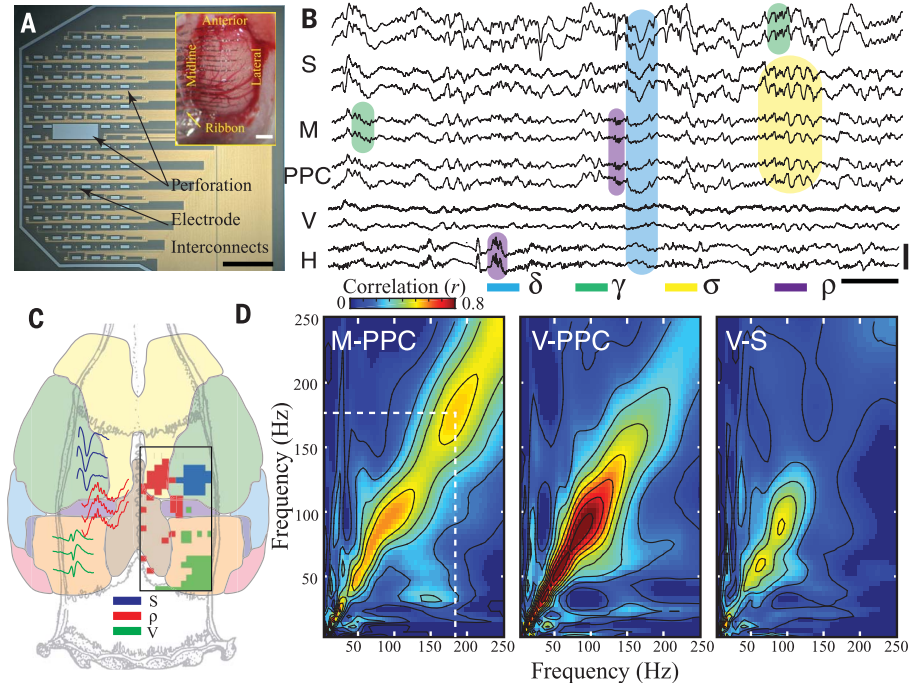 A
Anterior
Midline
Lateral
Ribbon
Perforation
Electrode
Interconnects
B
S
M
PPC
V
H
δ
γ
σ
ρ
C
S
ρ
V
D
Correlation (r)
0
0.8
M-PPC
V-PPC
V-S
250
200
150
100
50
Frequency (Hz)
50 100 150 200 250
50 100 150 200 250
50 100 150 200 250
Frequency (Hz)